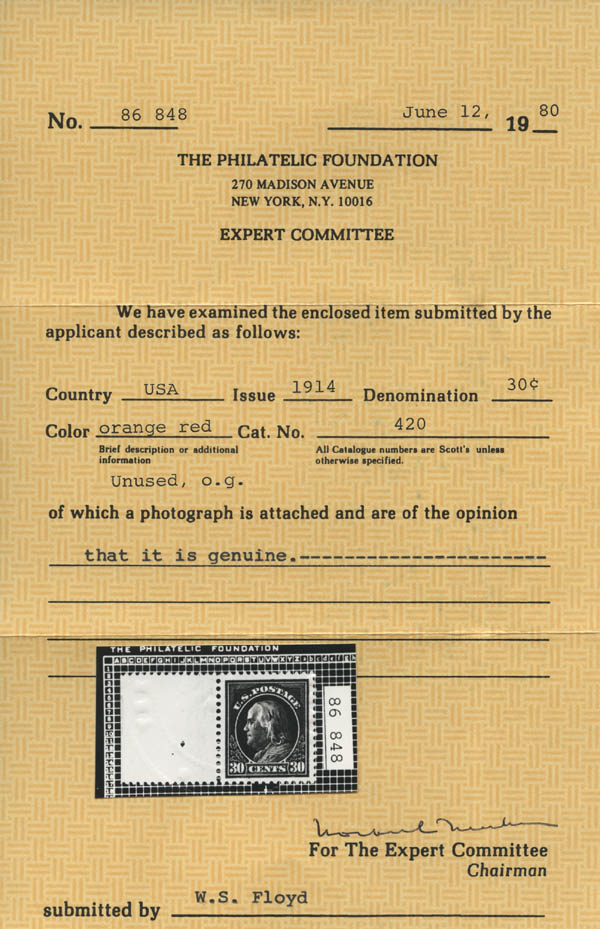 No. 86 848 June 12, 19 80
THE PHILATELIC FOUNDATION
270 MADISON AVENUE
NEW YORK, N.Y. 10016
EXPERT COMMITTEE
We have examined the enclosed item submitted by the
applicant described as follows:
Country USA Issue 1914 Denomination 30¢
Color orange red Cat. No. 420
Brief description or additional
information
All Catalogue numbers are Scott's unless
otherwise specified.
Unused, o.g.
of which a photograph is attached and are of the opinion
that it is genuine.
THE PHILATELIC FOUNDATION
ABCDEFGHIJKLMNOPQRSTUVWXYZ
U.S. POSTAGE
30 CENTS 30
86 848
For The Expert Committee
Chairman
submitted by W.S. Floyd